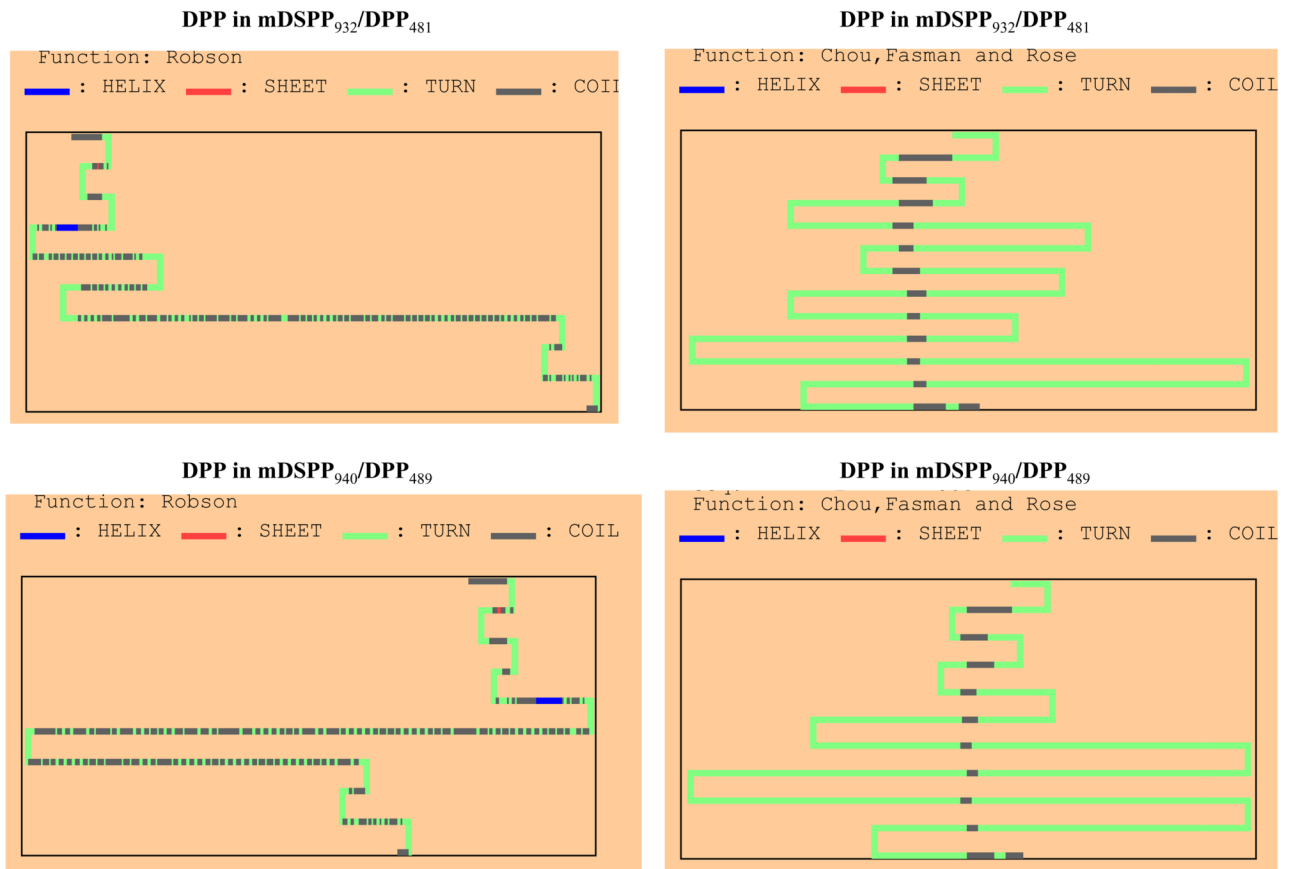 DPP in mDSPP932/DPP481
Function: Robson
: HELIX : SHEET : TURN : COIL
DPP in mDSPP932/DPP481
Function: Chou,Fasman and Rose
: HELIX : SHEET : TURN : COIL
DPP in mDSPP940/DPP489
Function: Robson
: HELIX : SHEET : TURN : COIL
DPP in mDSPP940/DPP489
Function: Chou,Fasman and Rose
: HELIX : SHEET : TURN : COIL